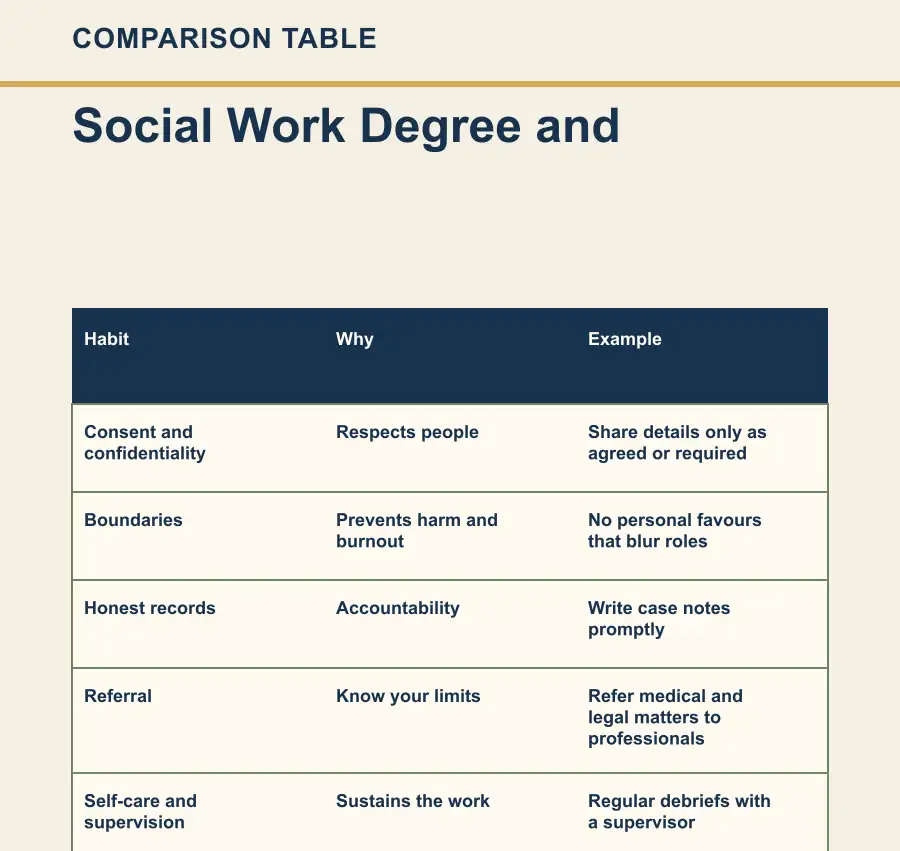 COMPARISON TABLE
Social Work Degree and
Habit
Why
Example
Consent and
confidentiality
Respects people
Share details only as
agreed or required
Boundaries
Prevents harm and
burnout
No personal favours
that blur roles
Honest records
Accountability
Write case notes
promptly
Referral
Know your limits
Refer medical and
legal matters to
professionals
Self-care and
supervision
Sustains the work
Regular debriefs with
a supervisor